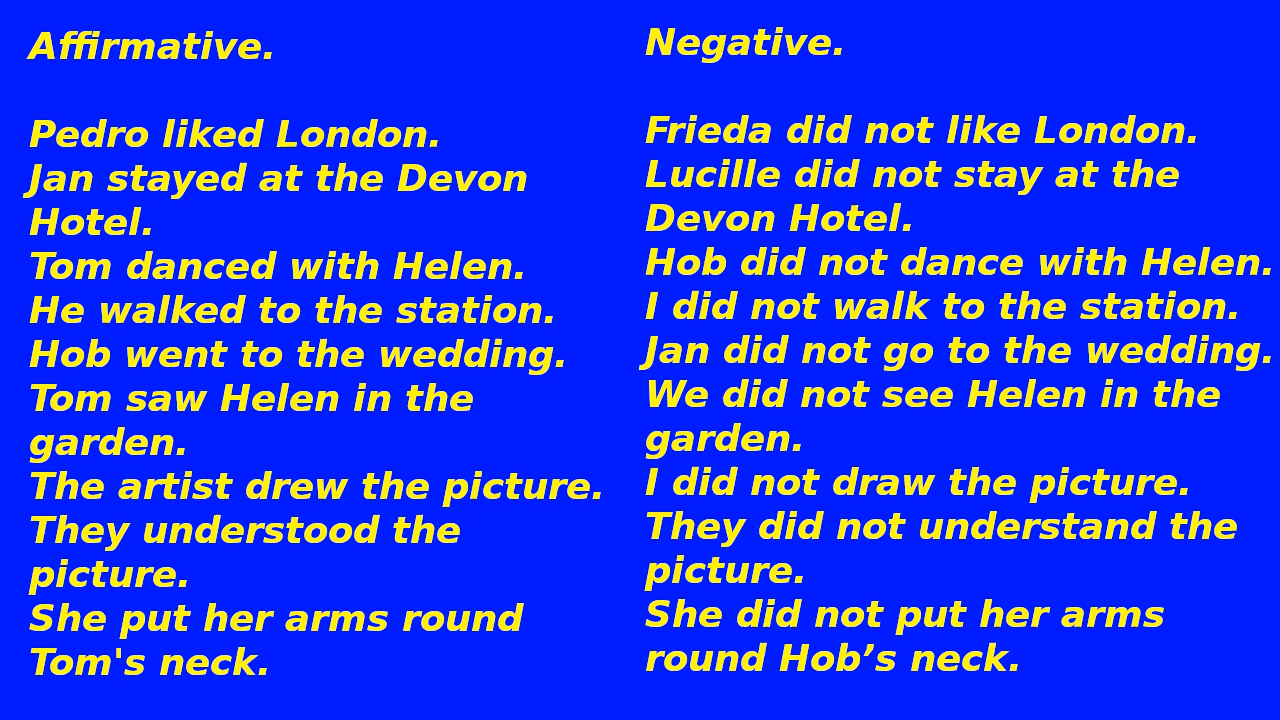 Affirmative.
Pedro liked London.
Jan stayed at the Devon
Hotel.
Tom danced with Helen.
He walked to the station.
Hob went to the wedding.
Tom saw Helen in the
garden.
The artist drew the picture.
They understood the
picture.
She put her arms round
Tom's neck.
Negative.
Frieda did not like London.
Lucille did not stay at the
Devon Hotel.
Hob did not dance with Helen.
I did not walk to the station.
Jan did not go to the wedding.
We did not see Helen in the
garden.
I did not draw the picture.
They did not understand the
picture.
She did not put her arms
round Hob’s neck.